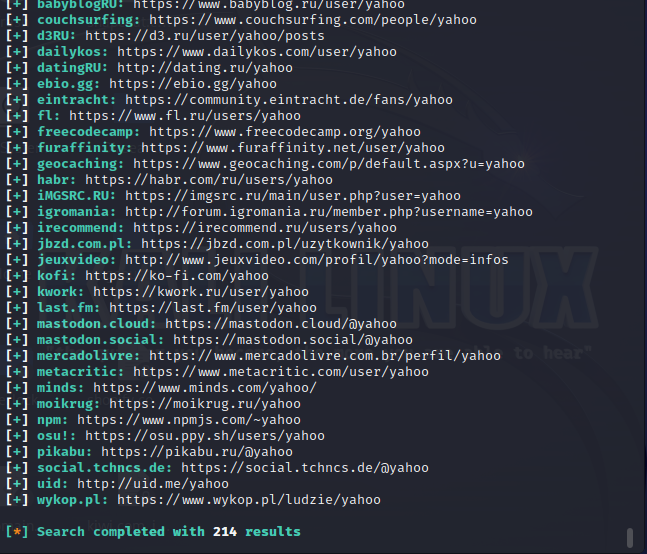 [+] babyblogRU: https://www.babyblog.ru/user/yahoo
[+] couchsurfing: https://www.couchsurfing.com/people/yahoo
[+] d3RU: https://d3.ru/user/yahoo/posts
[+] dailykos: https://www.dailykos.com/user/yahoo
[+] datingRU: http://dating.ru/yahoo
[+] ebio.gg: https://ebio.gg/yahoo
[+] eintracht: https://community.eintracht.de/fans/yahoo
[+] fl: https://www.fl.ru/users/yahoo
[+] freecodecamp: https://www.freecodecamp.org/yahoo
[+] furaffinity: https://www.furaffinity.net/user/yahoo
[+] geocaching: https://www.geocaching.com/p/default.aspx?u=yahoo
[+] habr: https://habr.com/ru/users/yahoo
[+] iMGSRC.RU: https://imgsrc.ru/main/user.php?user=yahoo
[+] igromania: http://forum.igromania.ru/member.php?username=yahoo
[+] irecommend: https://irecommend.ru/users/yahoo
[+] jbzd.com.pl: https://jbzd.com.pl/uzytkownik/yahoo
[+] jeuxvideo: http://www.jeuxvideo.com/profil/yahoo?mode=infos
[+] kofi: https://ko-fi.com/yahoo
[+] kwork: https://kwork.ru/user/yahoo
[+] last.fm: https://last.fm/user/yahoo
LINUX
[+] mastodon.cloud: https://mastodon.cloud/@yahoo
[+] mastodon.social: https://mastodon.social/@yahoo
[+] mercadolivre: https://www.mercadolivre.com.br/perfil/yahoo
able to hear"
[+] metacritic: https://www.metacritic.com/user/yahoo
[+] minds: https://www.minds.com/yahoo/
[+] moikrug: https://moikrug.ru/yahoo
[+] npm: https://www.npmjs.com/~yahoo
[+] osu!: https://osu.ppy.sh/users/yahoo
[+] pikabu: https://pikabu.ru/@yahoo
[+] social.tchncs.de: https://social.tchncs.de/@yahoo
[+] uid: http://uid.me/yahoo
[+] wykop.pl: https://www.wykop.pl/ludzie/yahoo
[*] Search completed with 214 results